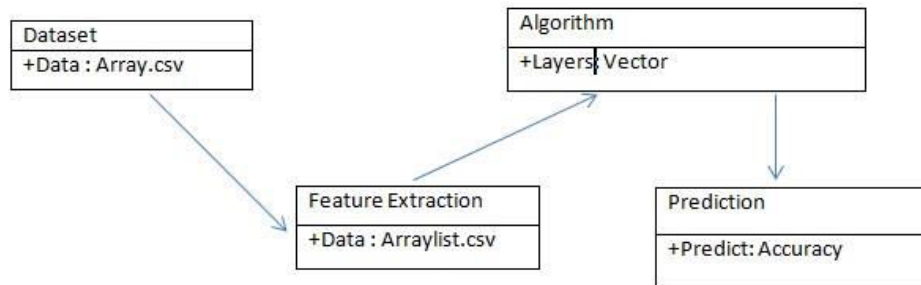 Dataset
+Data : Array.csv
Algorithm
+Layers: Vector
Feature Extraction
+Data : Arraylist.csv
Prediction
+Predict: Accuracy